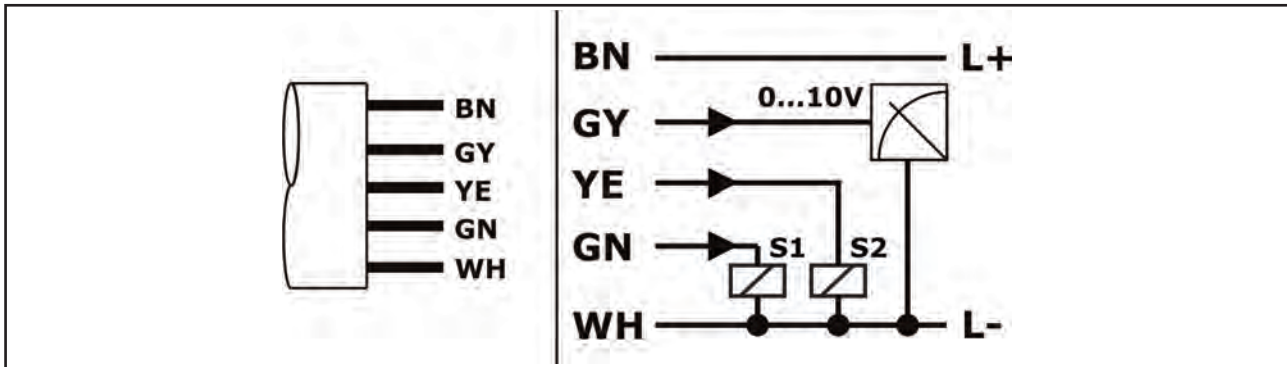 BN
GY
YE
GN
WH
BN L+
0...10V
GY
YE
GN S1 S2
WH L-